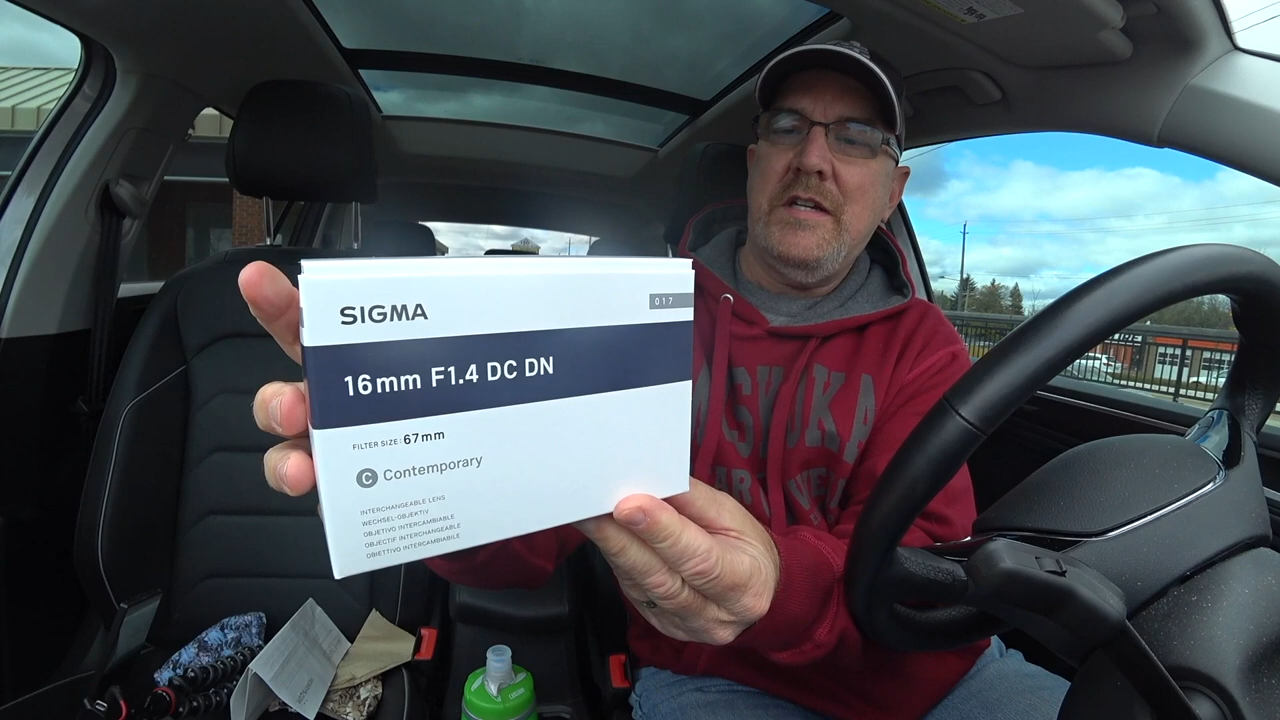 SIGMA
017
16mm F1.4 DC DN
FILTER SIZE: 67mm
C Contemporary
INTERCHANGEABLE LENS
WECHSEL-OBJEKTIV
OBJETIVO INTERCAMBIABLE
OBJECTIF INTERCHANGEABLE
OBIETTIVO INTERCAMBIABILE